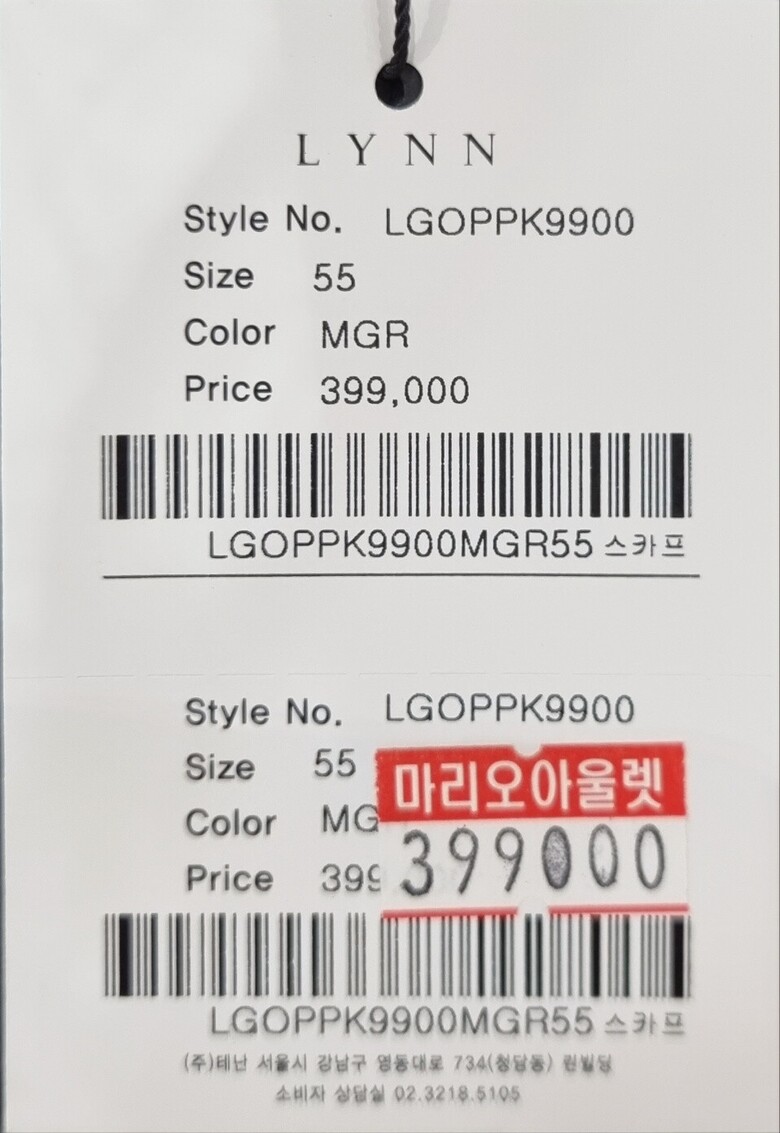 LYNN
Style No. LGOPPK9900
Size 55
Color MGR
Price 399,000
LGOPPK9900MGR55 스카프
Style No. LGOPPK9900
Size 55
Color MG
Price 399
마리오아울렛
399000
LGOPPK9900MGR55 스카프
(주)테난 서울시 강남구 영동대로 734(청담동) 린빌딩
소비자 상담실 02.3218.5105